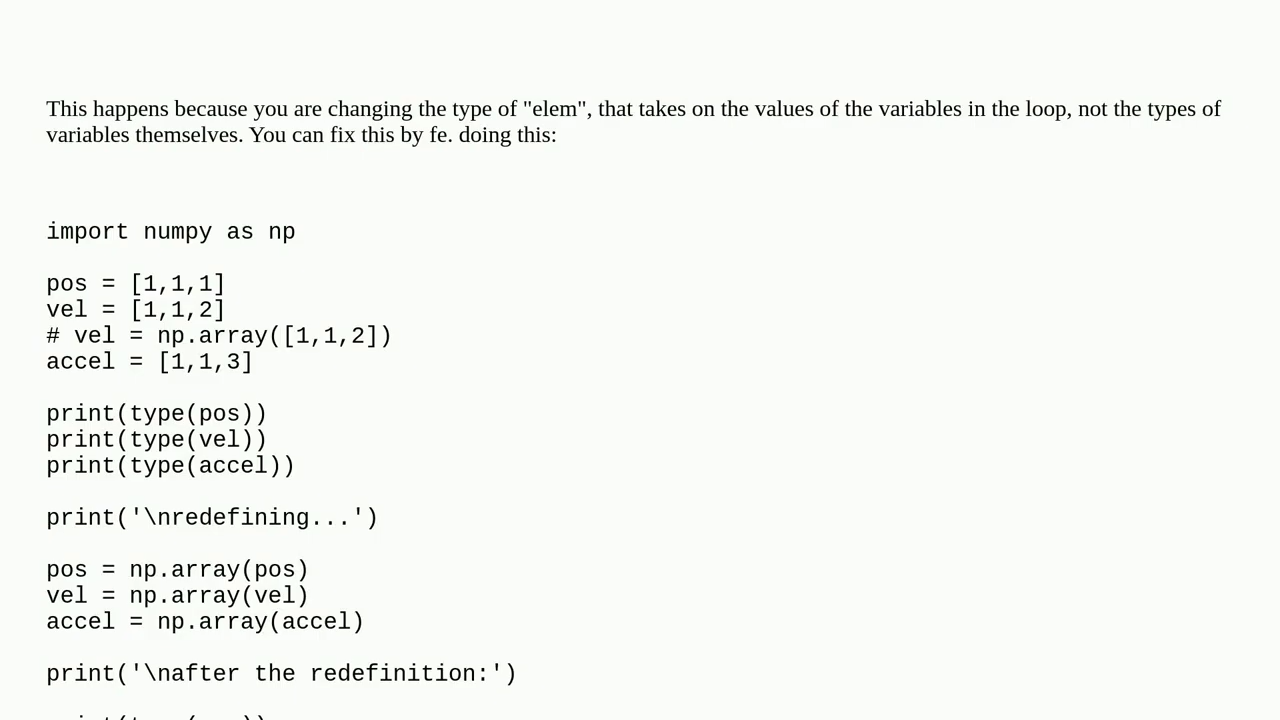 This happens because you are changing the type of "elem", that takes on the values of the variables in the loop, not the types of
variables themselves. You can fix this by fe. doing this:
import numpy as np
pos = [1,1,1]
vel = [1,1,2]
# vel = np.array([1,1,2])
accel = [1,1,3]
print(type(pos))
print(type(vel))
print(type(accel))
print('\nredefining...')
pos = np.array(pos)
vel = np.array(vel)
accel = np.array(accel)
print('\nafter the redefinition:')